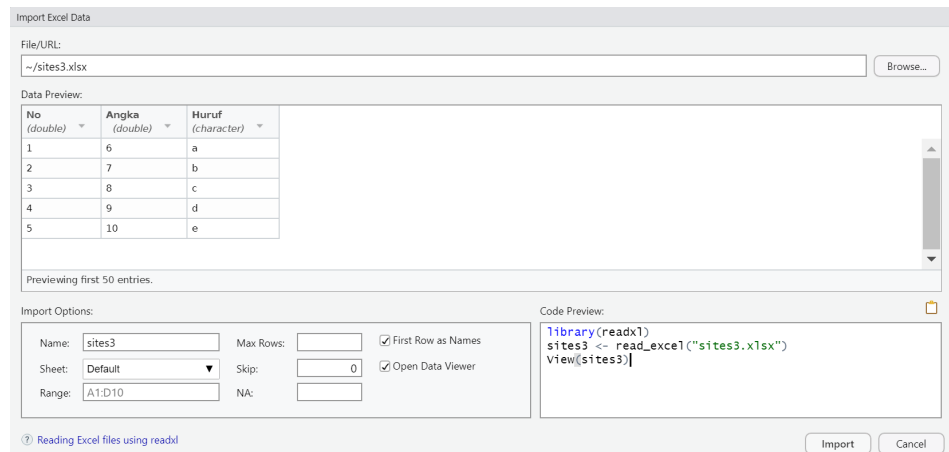 Import Excel Data
File/URL:
~/sites3.xlsx
Browse...
Data Preview:
No Angka Huruf
(double) (double) (character)
1 6 a
2 7 b
3 8 c
4 9 d
5 10 e
Previewing first 50 entries.
Import Options:
Name: sites3 Max Rows: First Row as Names
Sheet: Default Skip: 0 Open Data Viewer
Range: A1:D10 NA:
Code Preview:
library(readxl)
sites3 <- read_excel("sites3.xlsx")
View(sites3)
? Reading Excel files using readxl
Import Cancel